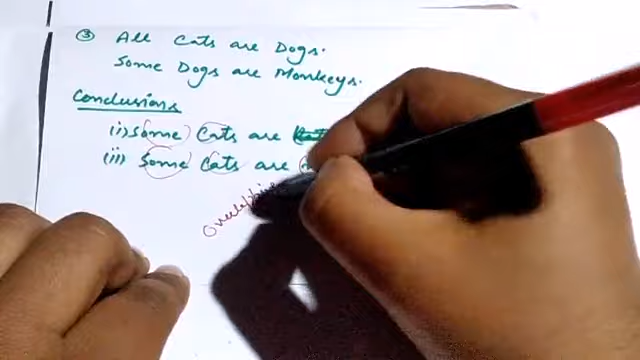 ③ All Cats are Dogs.
Some Dogs are Monkeys.
Conclusions
(i) Some Cats are
(ii) Some Cats are